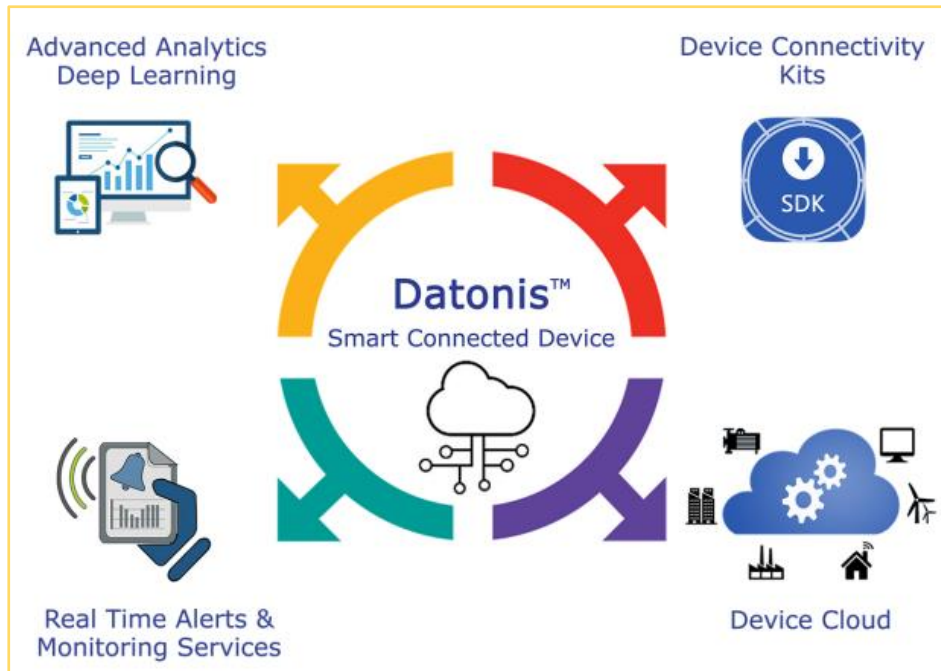 Advanced Analytics
Deep Learning
Device Connectivity
Kits
SDK
Datonis™
Smart Connected Device
Real Time Alerts &
Monitoring Services
Device Cloud